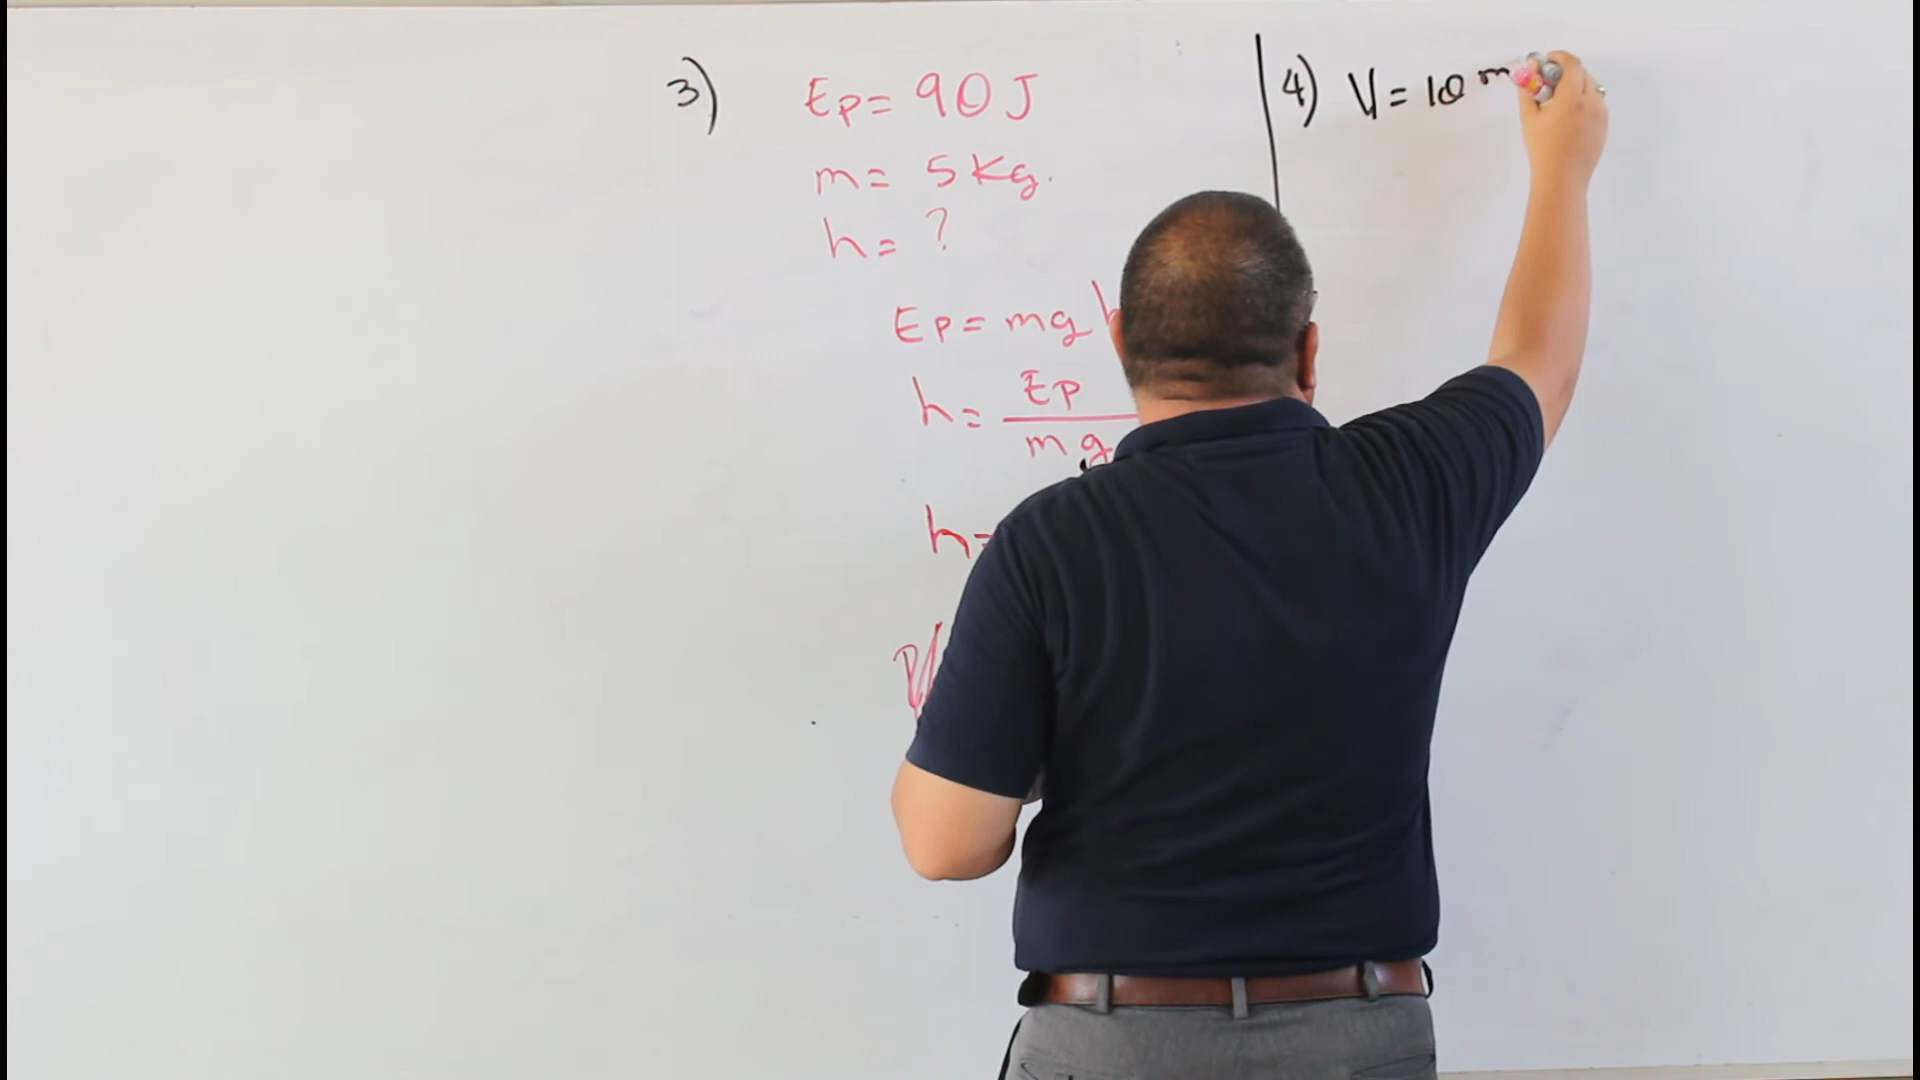 3)
Ep = 90 J
m = 5 Kg.
h = ?
Ep = mg h
h = Ep / mg
h =
4) V = 10 m